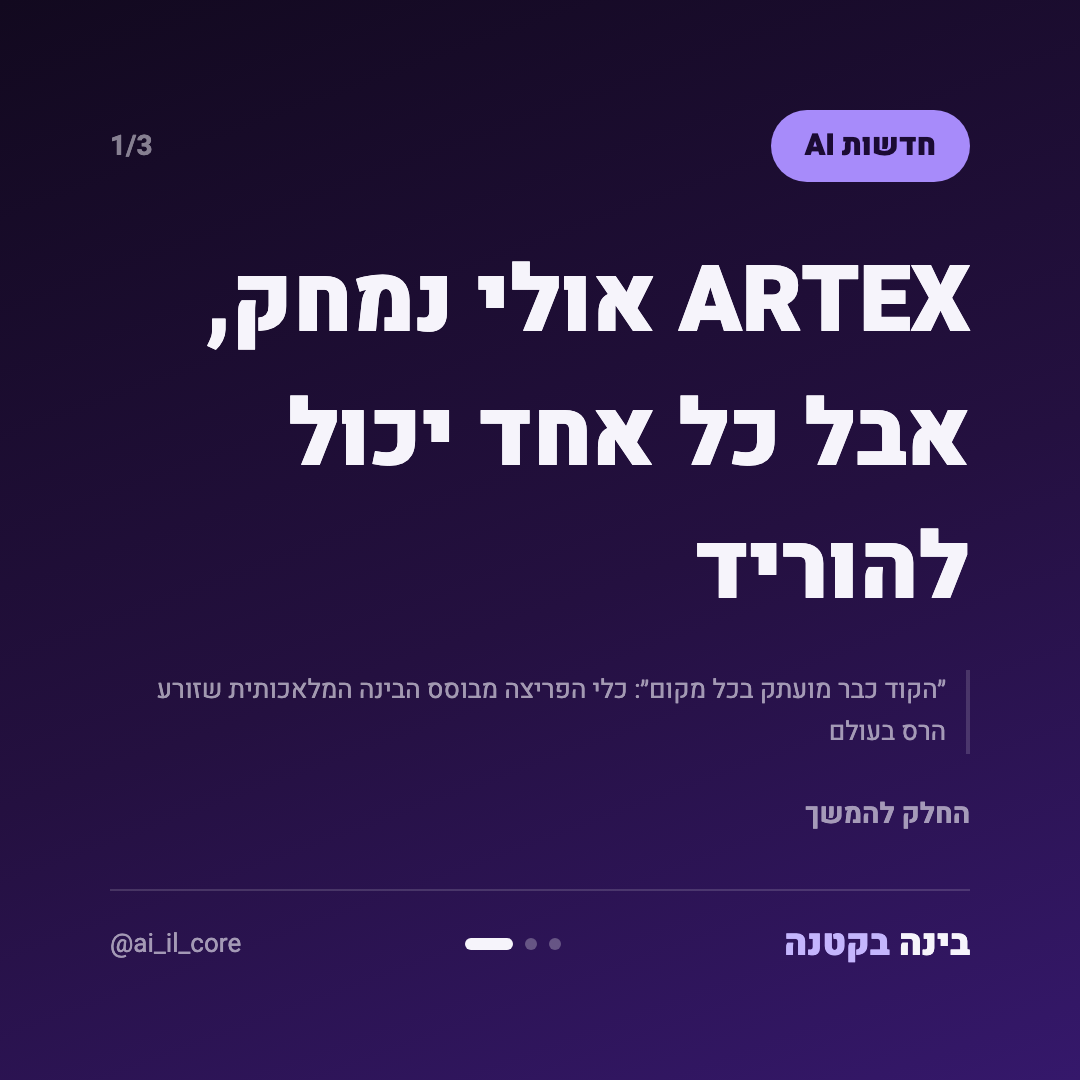 חדשות AI
1/3
ARTEX אולי נמחק,
אבל כל אחד יכול
להוריד
"הקוד כבר מועתק בכל מקום": כלי הפריצה מבוסס הבינה המלאכותית שזורע
הרס בעולם
החלק להמשך
בינה בקטנה
@ai_il_core